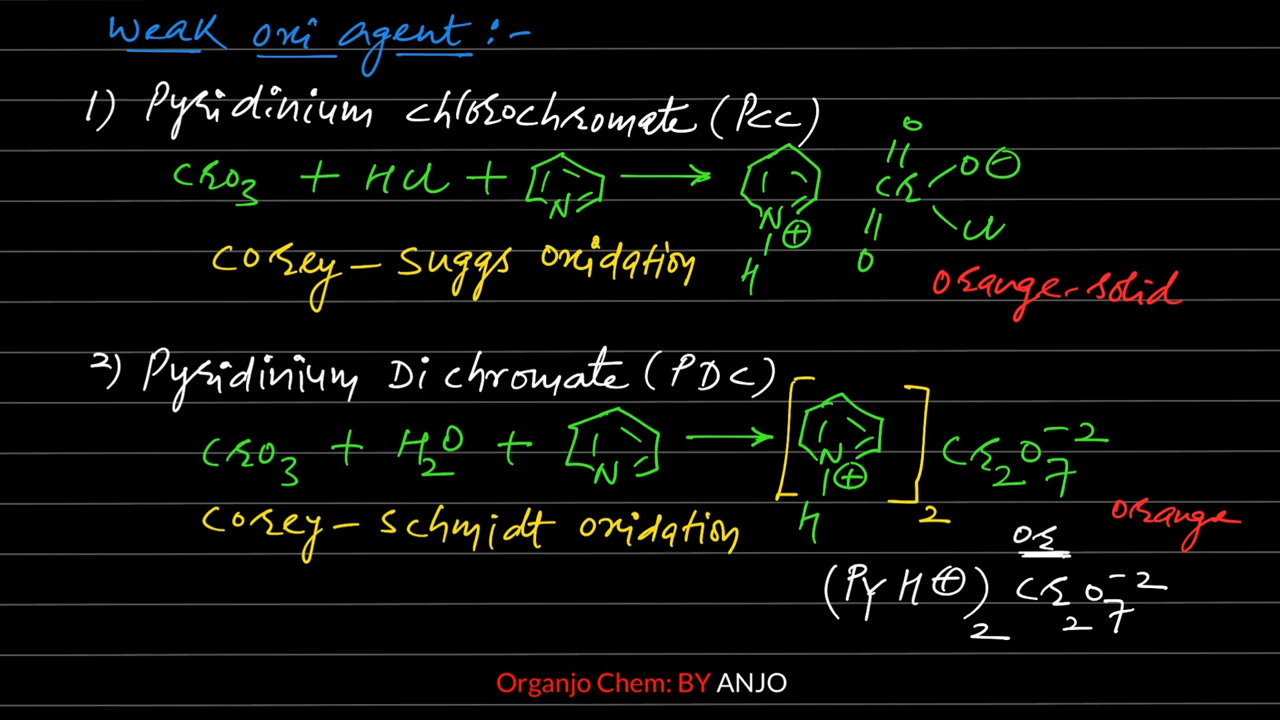 Weak oxi agent :-
1) Pyridinium chlorochromate (PCC)
CrO3 + HCl + N → N ⊕ H O || Cr O⊖ Cl || O
Corey - Suggs oxidation
orange-solid
2) Pyridinium Dichromate (PDC)
CrO3 + H2O + N → [N ⊕ H]2 Cr2O7-2
Corey - Schmidt oxidation
orange
or
(PyH⊕)2 Cr2O7-2
Organjo Chem: BY ANJO